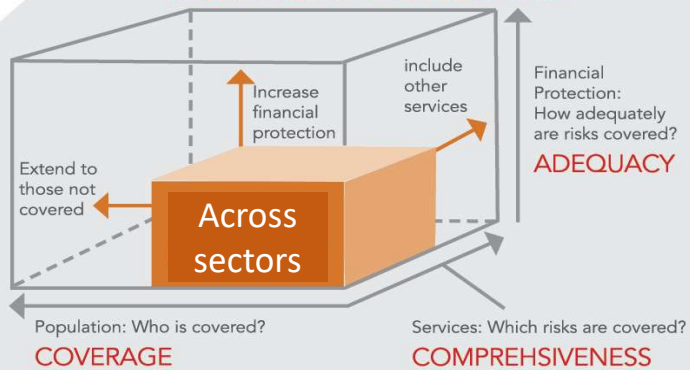 Increase
financial
protection
include
other
services
Extend to
those not
covered
Across
sectors
Financial
Protection:
How adequately
are risks covered?
ADEQUACY
Population: Who is covered?
COVERAGE
Services: Which risks are covered?
COMPREHSIVENESS